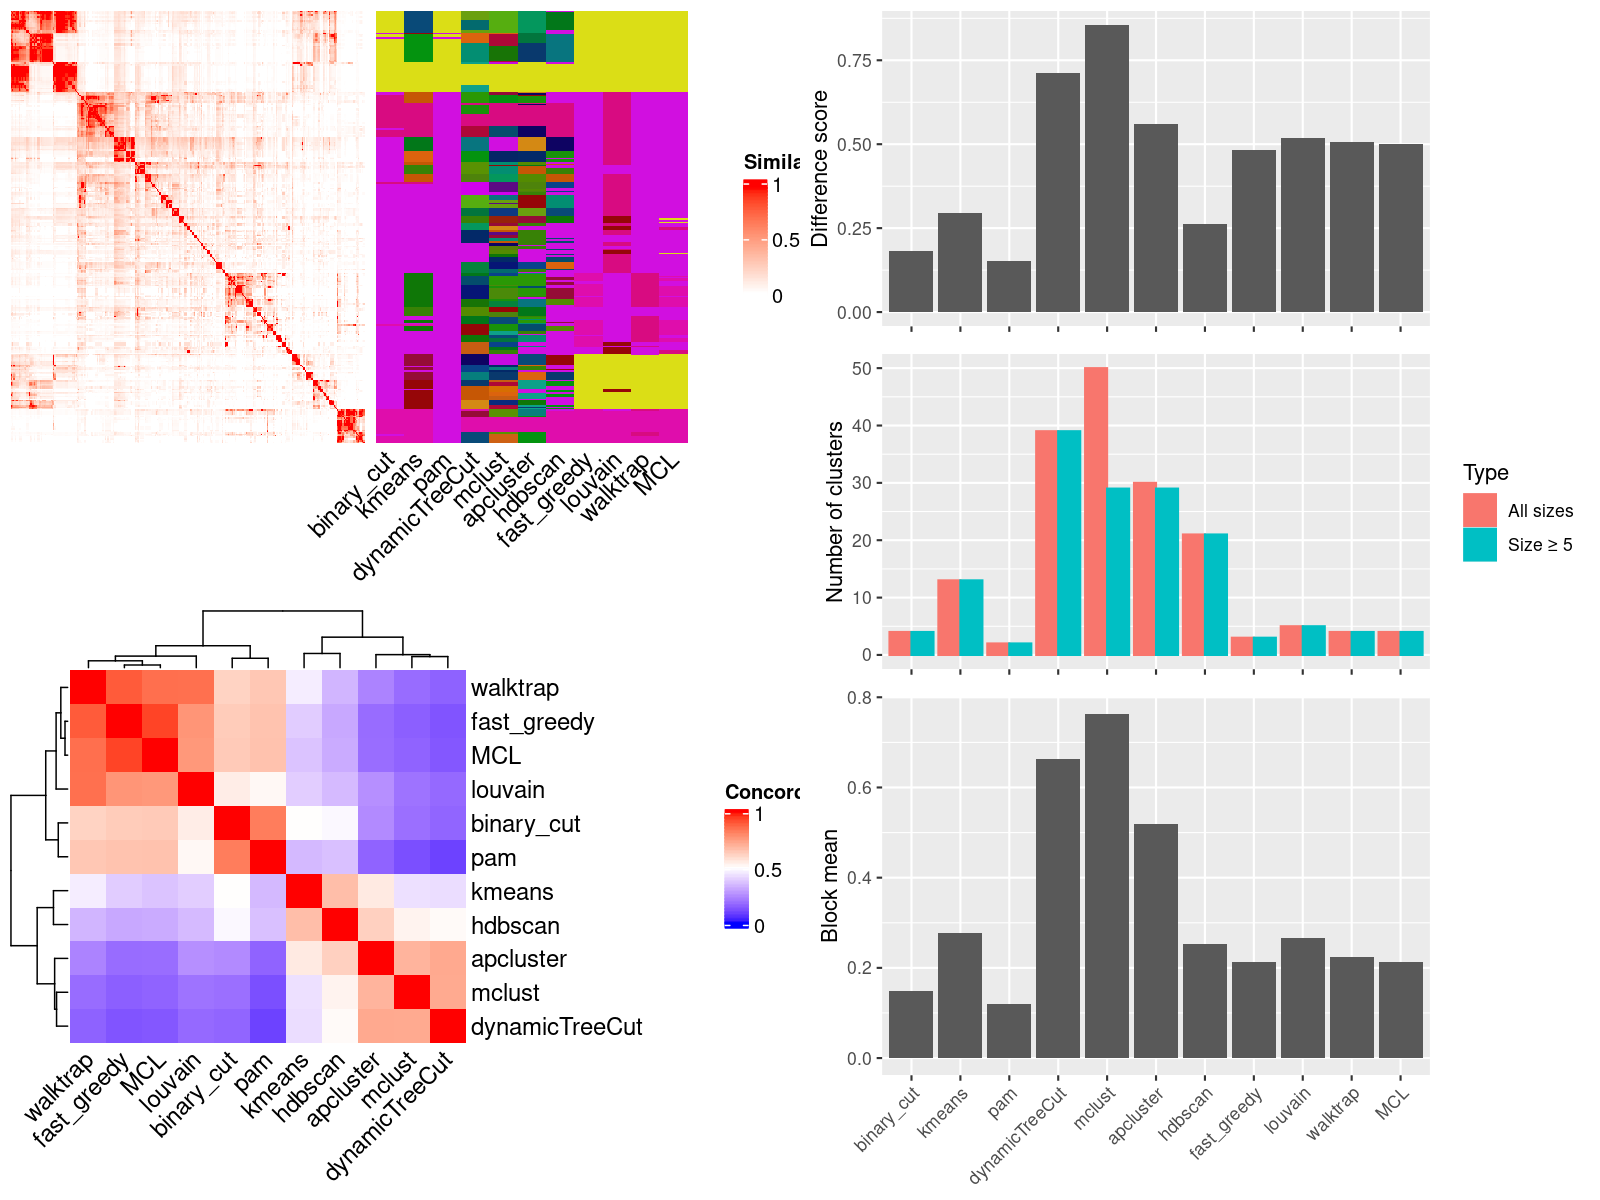 Simila
1
0.5
0
binary_cut
kmeans
pam
dynamicTreeCut
mclust
apcluster
hdbscan
fast_greedy
louvain
walktrap
MCL
Difference score
0.75
0.50
0.25
0.00
Number of clusters
50
40
30
20
10
0
Type
All sizes
Size ≥ 5
walktrap
fast_greedy
MCL
louvain
binary_cut
pam
kmeans
hdbscan
apcluster
mclust
dynamicTreeCut
walktrap
fast_greedy
MCL
louvain
binary_cut
pam
kmeans
hdbscan
apcluster
mclust
dynamicTreeCut
Concord
1
0.5
0
Block mean
0.8
0.6
0.4
0.2
0.0
binary_cut
kmeans
pam
dynamicTreeCut
mclust
apcluster
hdbscan
fast_greedy
louvain
walktrap
MCL